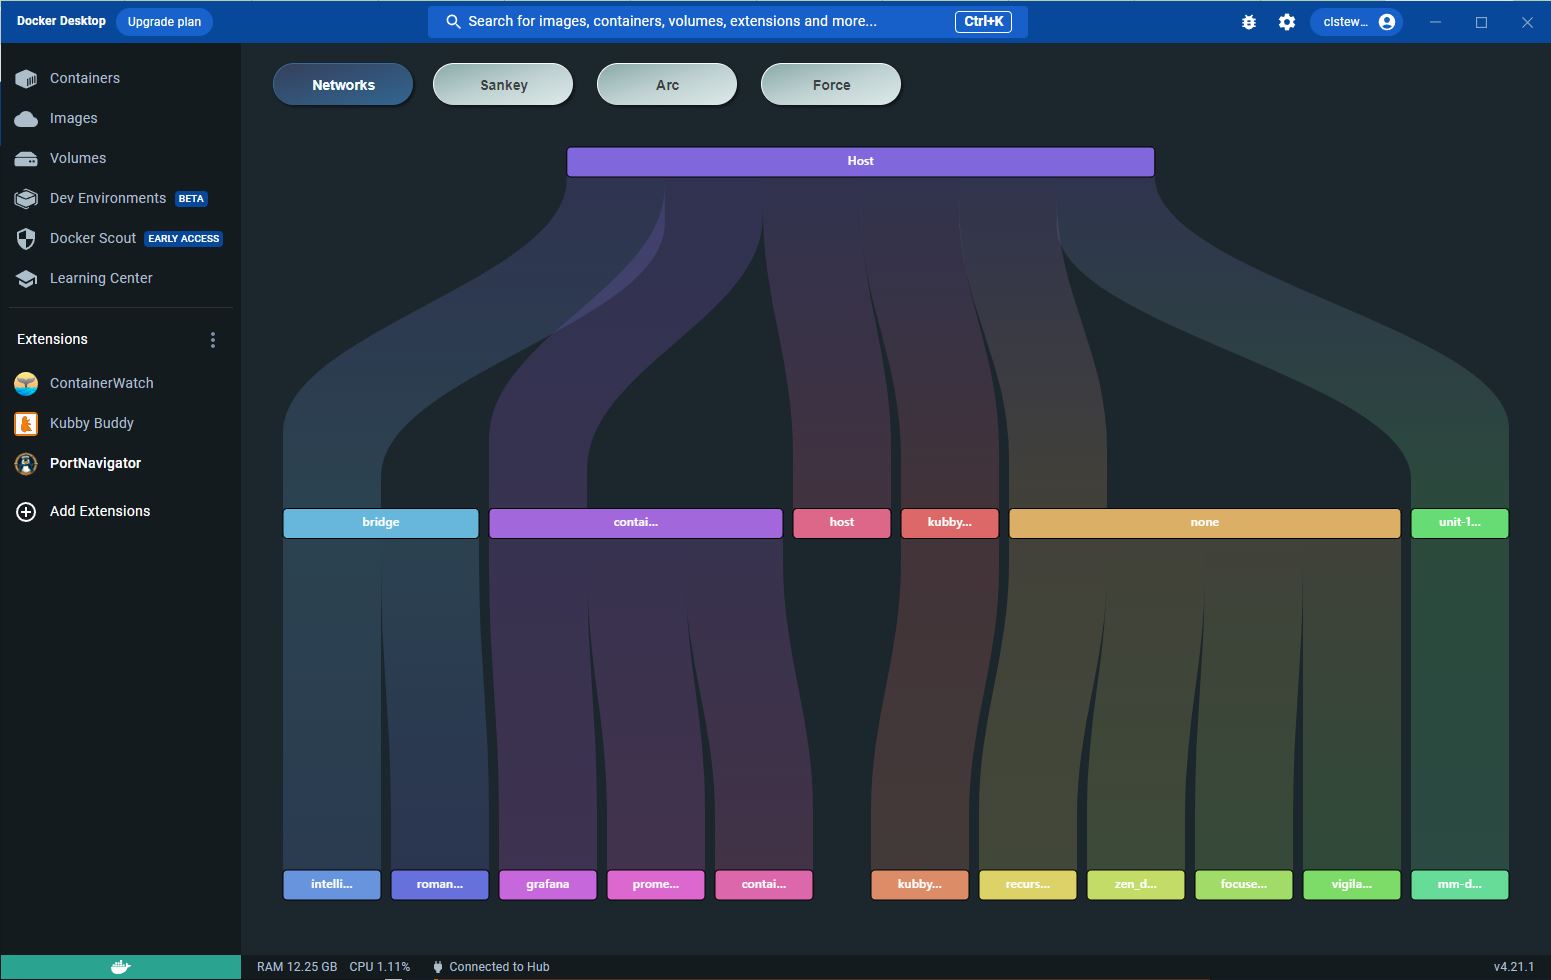 Docker Desktop
Upgrade plan
Search for images, containers, volumes, extensions and more...
Ctrl+K
clstew...
Containers
Images
Volumes
Dev Environments BETA
Docker Scout EARLY ACCESS
Learning Center
Extensions
ContainerWatch
Kubby Buddy
PortNavigator
Add Extensions
Networks
Sankey
Arc
Force
Host
bridge
contai...
host
kubby...
none
unit-1...
intelli...
roman...
grafana
prome...
contai...
kubby...
recurs...
zen_d...
focuse...
vigila...
mm-d...
RAM 12.25 GB CPU 1.11% Connected to Hub
v4.21.1